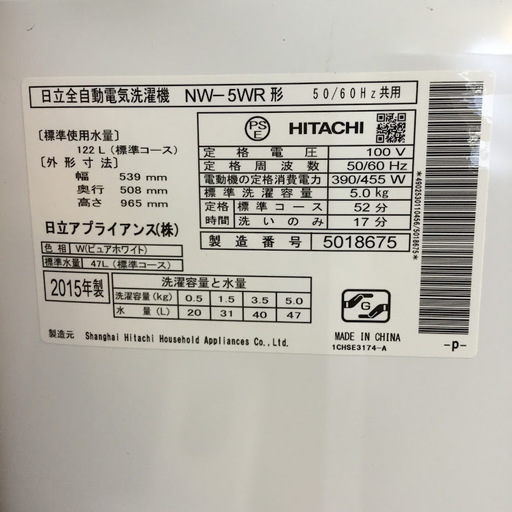 日立全自動電気洗濯機 NW-5WR 形 50/60Hz共用
〔標準使用水量〕
122 L (標準コース)
〔外形寸法〕
幅 539 mm
奥行 508 mm
高さ 965 mm
日立アプライアンス(株)
色相 W(ピュアホワイト)
標準水量 47L(標準コース)
PS
E
HITACHI
定格電圧 100 V
定格周波数 50/60 Hz
電動機の定格消費電力 390/455 W
標準洗濯容量 5.0 kg
定格標準コース 52 分
時間洗いのみ 17 分
製造番号 5018675
*4902530110456/5018675*
2015年製
洗濯容量と水量
洗濯容量(kg) 0.5 1.5 3.5 5.0
水量(L) 20 31 40 47
G
MADE IN CHINA
1CHSE3174-A
-p-
製造元 Shanghai Hitachi Household Appliances Co.,Ltd.